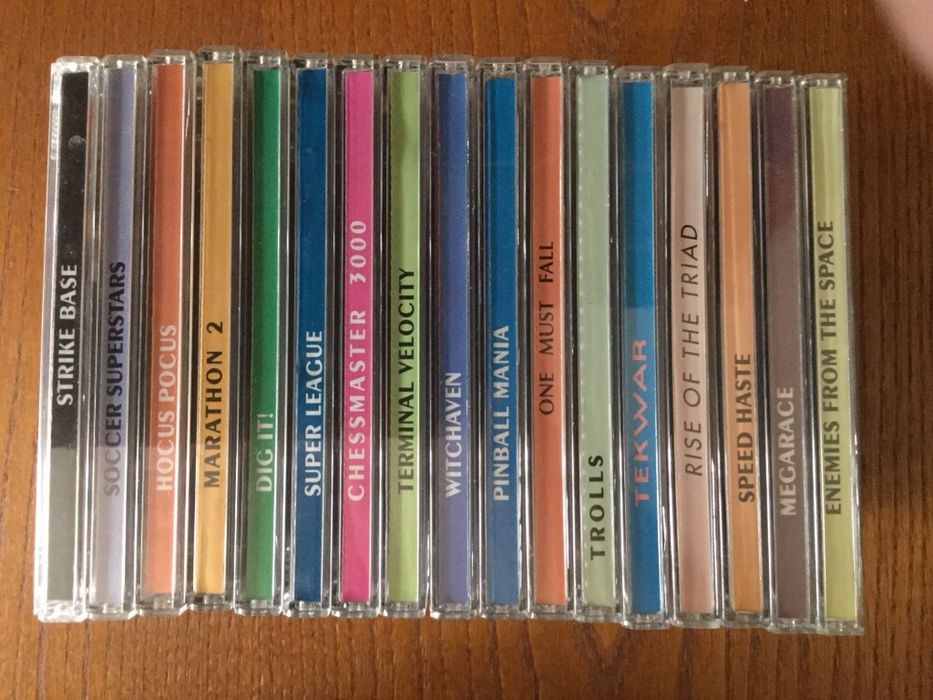 STRIKE BASE
SOCCER SUPERSTARS
HOCUS POCUS
MARATHON 2
DIG IT!
SUPER LEAGUE
CHESSMASTER 3000
TERMINAL VELOCITY
WITCHAVEN
PINBALL MANIA
ONE MUST FALL
TROLLS
TEKWAR
RISE OF THE TRIAD
SPEED HASTE
MEGARACE
ENEMIES FROM THE SPACE